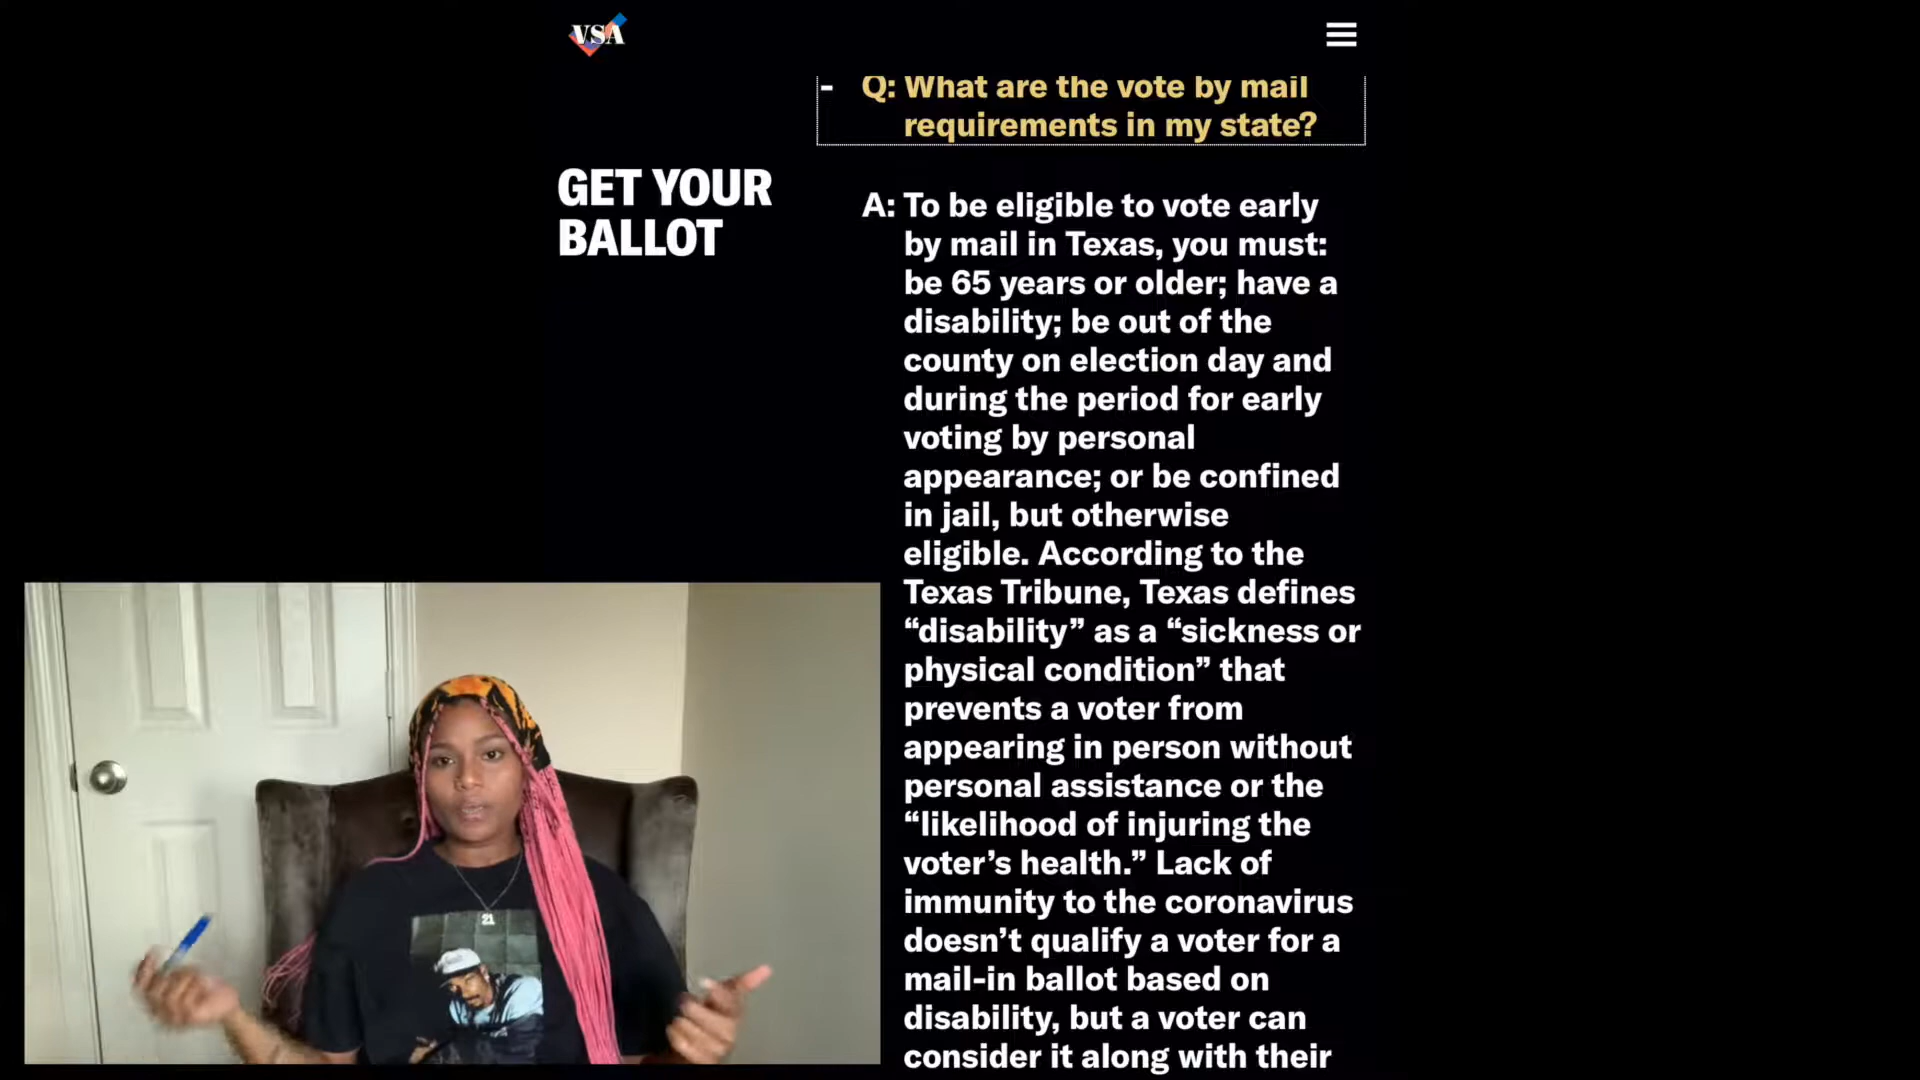 VSA
- Q: What are the vote by mail
requirements in my state?
GET YOUR
BALLOT
A: To be eligible to vote early
by mail in Texas, you must:
be 65 years or older; have a
disability; be out of the
county on election day and
during the period for early
voting by personal
appearance; or be confined
in jail, but otherwise
eligible. According to the
Texas Tribune, Texas defines
“disability” as a “sickness or
physical condition” that
prevents a voter from
appearing in person without
personal assistance or the
“likelihood of injuring the
voter’s health.” Lack of
immunity to the coronavirus
doesn’t qualify a voter for a
mail-in ballot based on
disability, but a voter can
consider it along with their
21